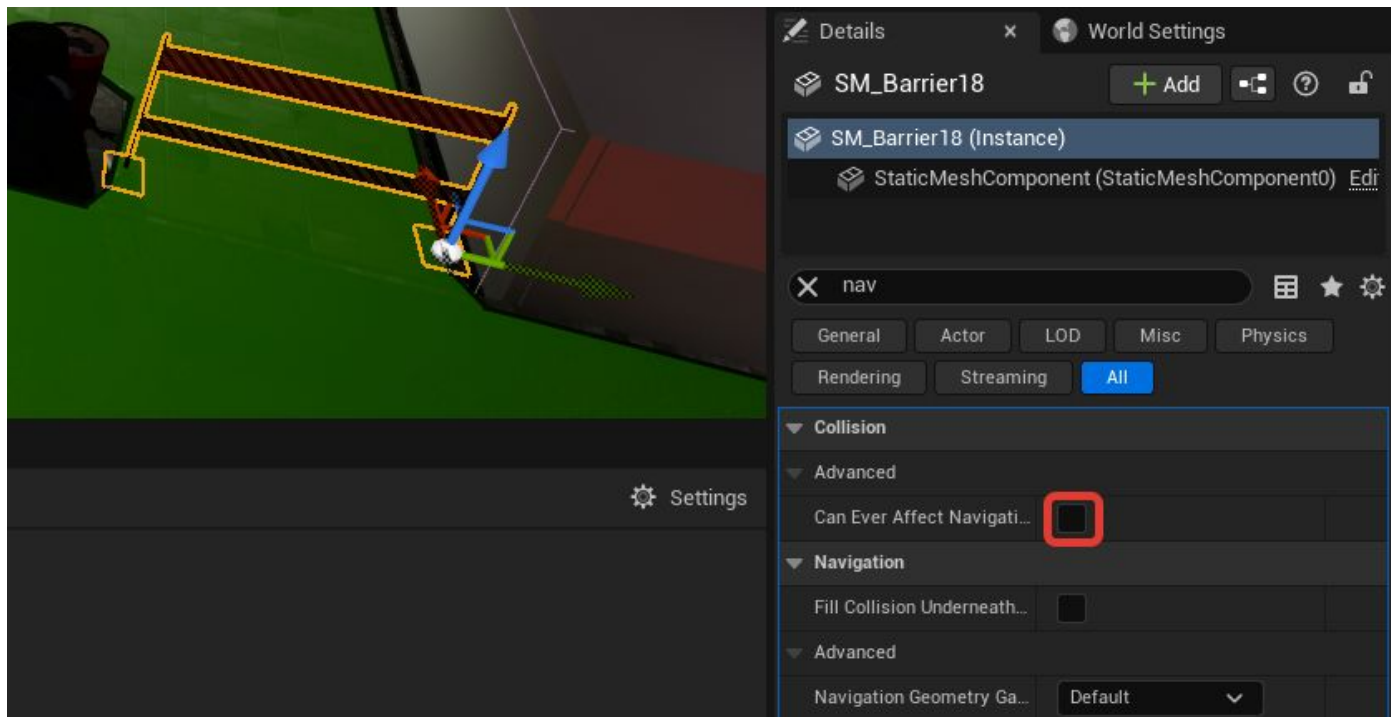 Details
World Settings
SM_Barrier18
Add
SM_Barrier18 (Instance)
StaticMeshComponent (StaticMeshComponent0) Edi
nav
General Actor LOD Misc Physics
Rendering Streaming All
Collision
Advanced
Settings
Can Ever Affect Navigati...
Navigation
Fill Collision Underneath...
Advanced
Navigation Geometry Ga... Default